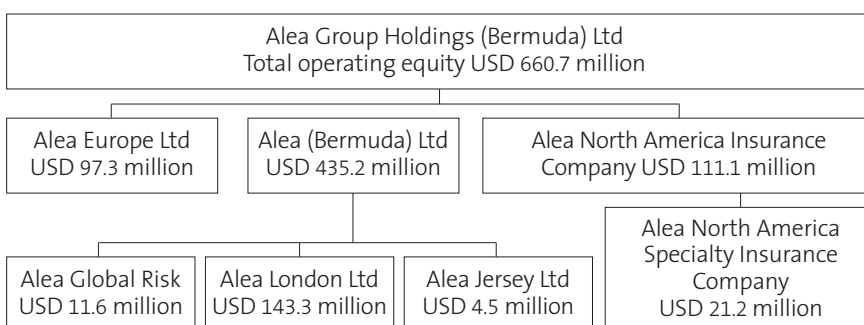 Alea Group Holdings (Bermuda) Ltd
Total operating equity USD 660.7 million
Alea Europe Ltd
USD 97.3 million
Alea (Bermuda) Ltd
USD 435.2 million
Alea North America Insurance
Company USD 111.1 million
Alea Global Risk
USD 11.6 million
Alea London Ltd
USD 143.3 million
Alea Jersey Ltd
USD 4.5 million
Alea North America
Specialty Insurance
Company
USD 21.2 million